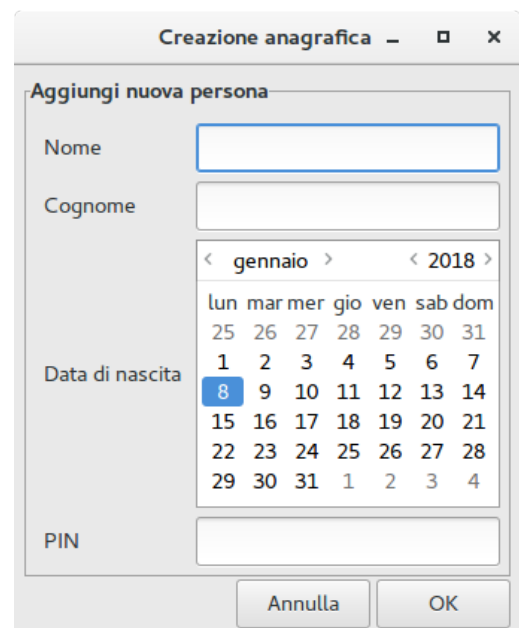 Creazione anagrafica
Aggiungi nuova persona
Nome
Cognome
gennaio 2018
lun mar mer gio ven sab dom
25 26 27 28 29 30 31
1 2 3 4 5 6 7
Data di nascita
8 9 10 11 12 13 14
15 16 17 18 19 20 21
22 23 24 25 26 27 28
29 30 31 1 2 3 4
PIN
Annulla OK